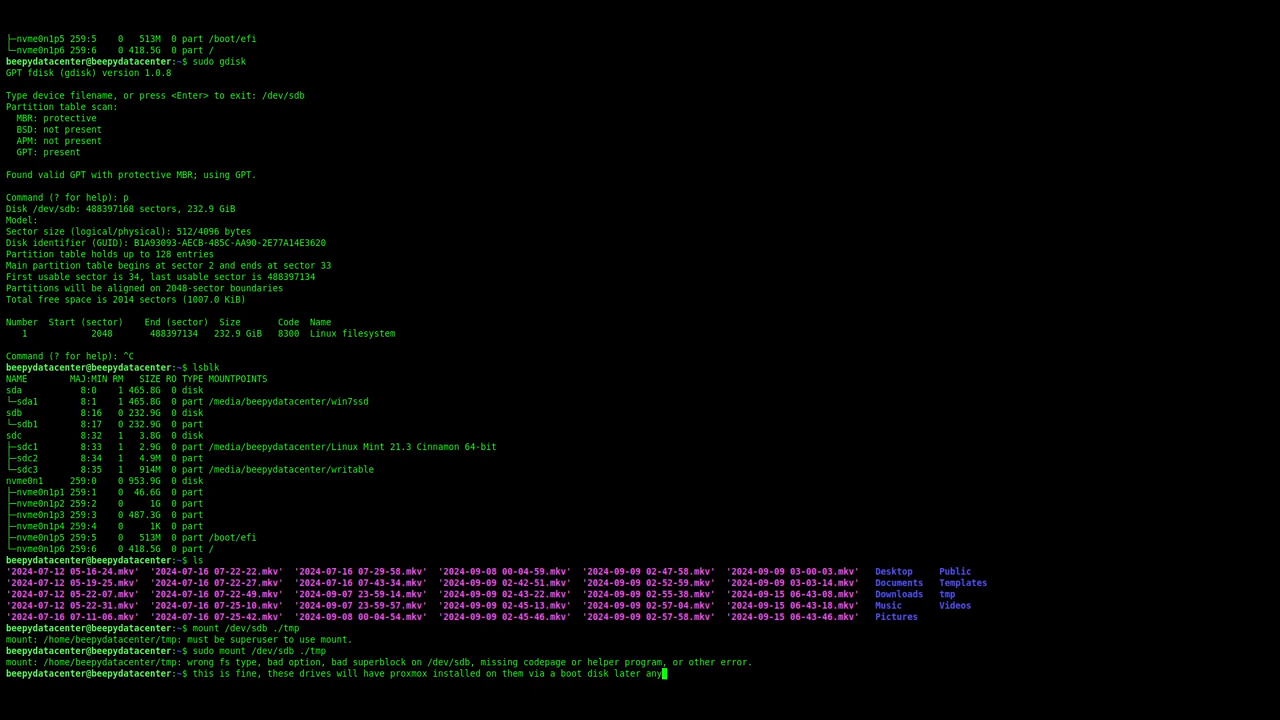 ├─nvme0n1p5 259:5    0   513M  0 part /boot/efi
└─nvme0n1p6 259:6    0 418.5G  0 part /
beepydatacenter@beepydatacenter:~$ sudo gdisk
GPT fdisk (gdisk) version 1.0.8

Type device filename, or press <Enter> to exit: /dev/sdb
Partition table scan:
  MBR: protective
  BSD: not present
  APM: not present
  GPT: present

Found valid GPT with protective MBR; using GPT.

Command (? for help): p
Disk /dev/sdb: 488397168 sectors, 232.9 GiB
Model:
Sector size (logical/physical): 512/4096 bytes
Disk identifier (GUID): B1A93093-AECB-485C-AA90-2E77A14E3620
Partition table holds up to 128 entries
Main partition table begins at sector 2 and ends at sector 33
First usable sector is 34, last usable sector is 488397134
Partitions will be aligned on 2048-sector boundaries
Total free space is 2014 sectors (1007.0 KiB)

Number  Start (sector)    End (sector)  Size       Code  Name
   1            2048       488397134   232.9 GiB   8300  Linux filesystem

Command (? for help): ^C
beepydatacenter@beepydatacenter:~$ lsblk
NAME        MAJ:MIN RM   SIZE RO TYPE MOUNTPOINTS
sda           8:0    1 465.8G  0 disk
└─sda1        8:1    1 465.8G  0 part /media/beepydatacenter/win7ssd
sdb           8:16   0 232.9G  0 disk
└─sdb1        8:17   0 232.9G  0 part
sdc           8:32   1   3.8G  0 disk
├─sdc1        8:33   1   2.9G  0 part /media/beepydatacenter/Linux Mint 21.3 Cinnamon 64-bit
├─sdc2        8:34   1   4.9M  0 part
└─sdc3        8:35   1   914M  0 part /media/beepydatacenter/writable
nvme0n1     259:0    0 953.9G  0 disk
├─nvme0n1p1 259:1    0  46.6G  0 part
├─nvme0n1p2 259:2    0     1G  0 part
├─nvme0n1p3 259:3    0 487.3G  0 part
├─nvme0n1p4 259:4    0     1K  0 part
├─nvme0n1p5 259:5    0   513M  0 part /boot/efi
└─nvme0n1p6 259:6    0 418.5G  0 part /
beepydatacenter@beepydatacenter:~$ ls
'2024-07-12 05-16-24.mkv'  '2024-07-16 07-22-22.mkv'  '2024-07-16 07-29-58.mkv'  '2024-09-08 00-04-59.mkv'  '2024-09-09 02-47-58.mkv'  '2024-09-09 03-00-03.mkv'   Desktop     Public
'2024-07-12 05-19-25.mkv'  '2024-07-16 07-22-27.mkv'  '2024-07-16 07-43-34.mkv'  '2024-09-09 02-42-51.mkv'  '2024-09-09 02-52-59.mkv'  '2024-09-09 03-03-14.mkv'   Documents   Templates
'2024-07-12 05-22-07.mkv'  '2024-07-16 07-22-49.mkv'  '2024-09-07 23-59-14.mkv'  '2024-09-09 02-43-22.mkv'  '2024-09-09 02-55-38.mkv'  '2024-09-15 06-43-08.mkv'   Downloads   tmp
'2024-07-12 05-22-31.mkv'  '2024-07-16 07-25-10.mkv'  '2024-09-07 23-59-57.mkv'  '2024-09-09 02-45-13.mkv'  '2024-09-09 02-57-04.mkv'  '2024-09-15 06-43-18.mkv'   Music       Videos
'2024-07-16 07-11-06.mkv'  '2024-07-16 07-25-42.mkv'  '2024-09-08 00-04-54.mkv'  '2024-09-09 02-45-46.mkv'  '2024-09-09 02-57-58.mkv'  '2024-09-15 06-43-46.mkv'   Pictures
beepydatacenter@beepydatacenter:~$ mount /dev/sdb ./tmp
mount: /home/beepydatacenter/tmp: must be superuser to use mount.
beepydatacenter@beepydatacenter:~$ sudo mount /dev/sdb ./tmp
mount: /home/beepydatacenter/tmp: wrong fs type, bad option, bad superblock on /dev/sdb, missing codepage or helper program, or other error.
beepydatacenter@beepydatacenter:~$ this is fine, these drives will have proxmox installed on them via a boot disk later any